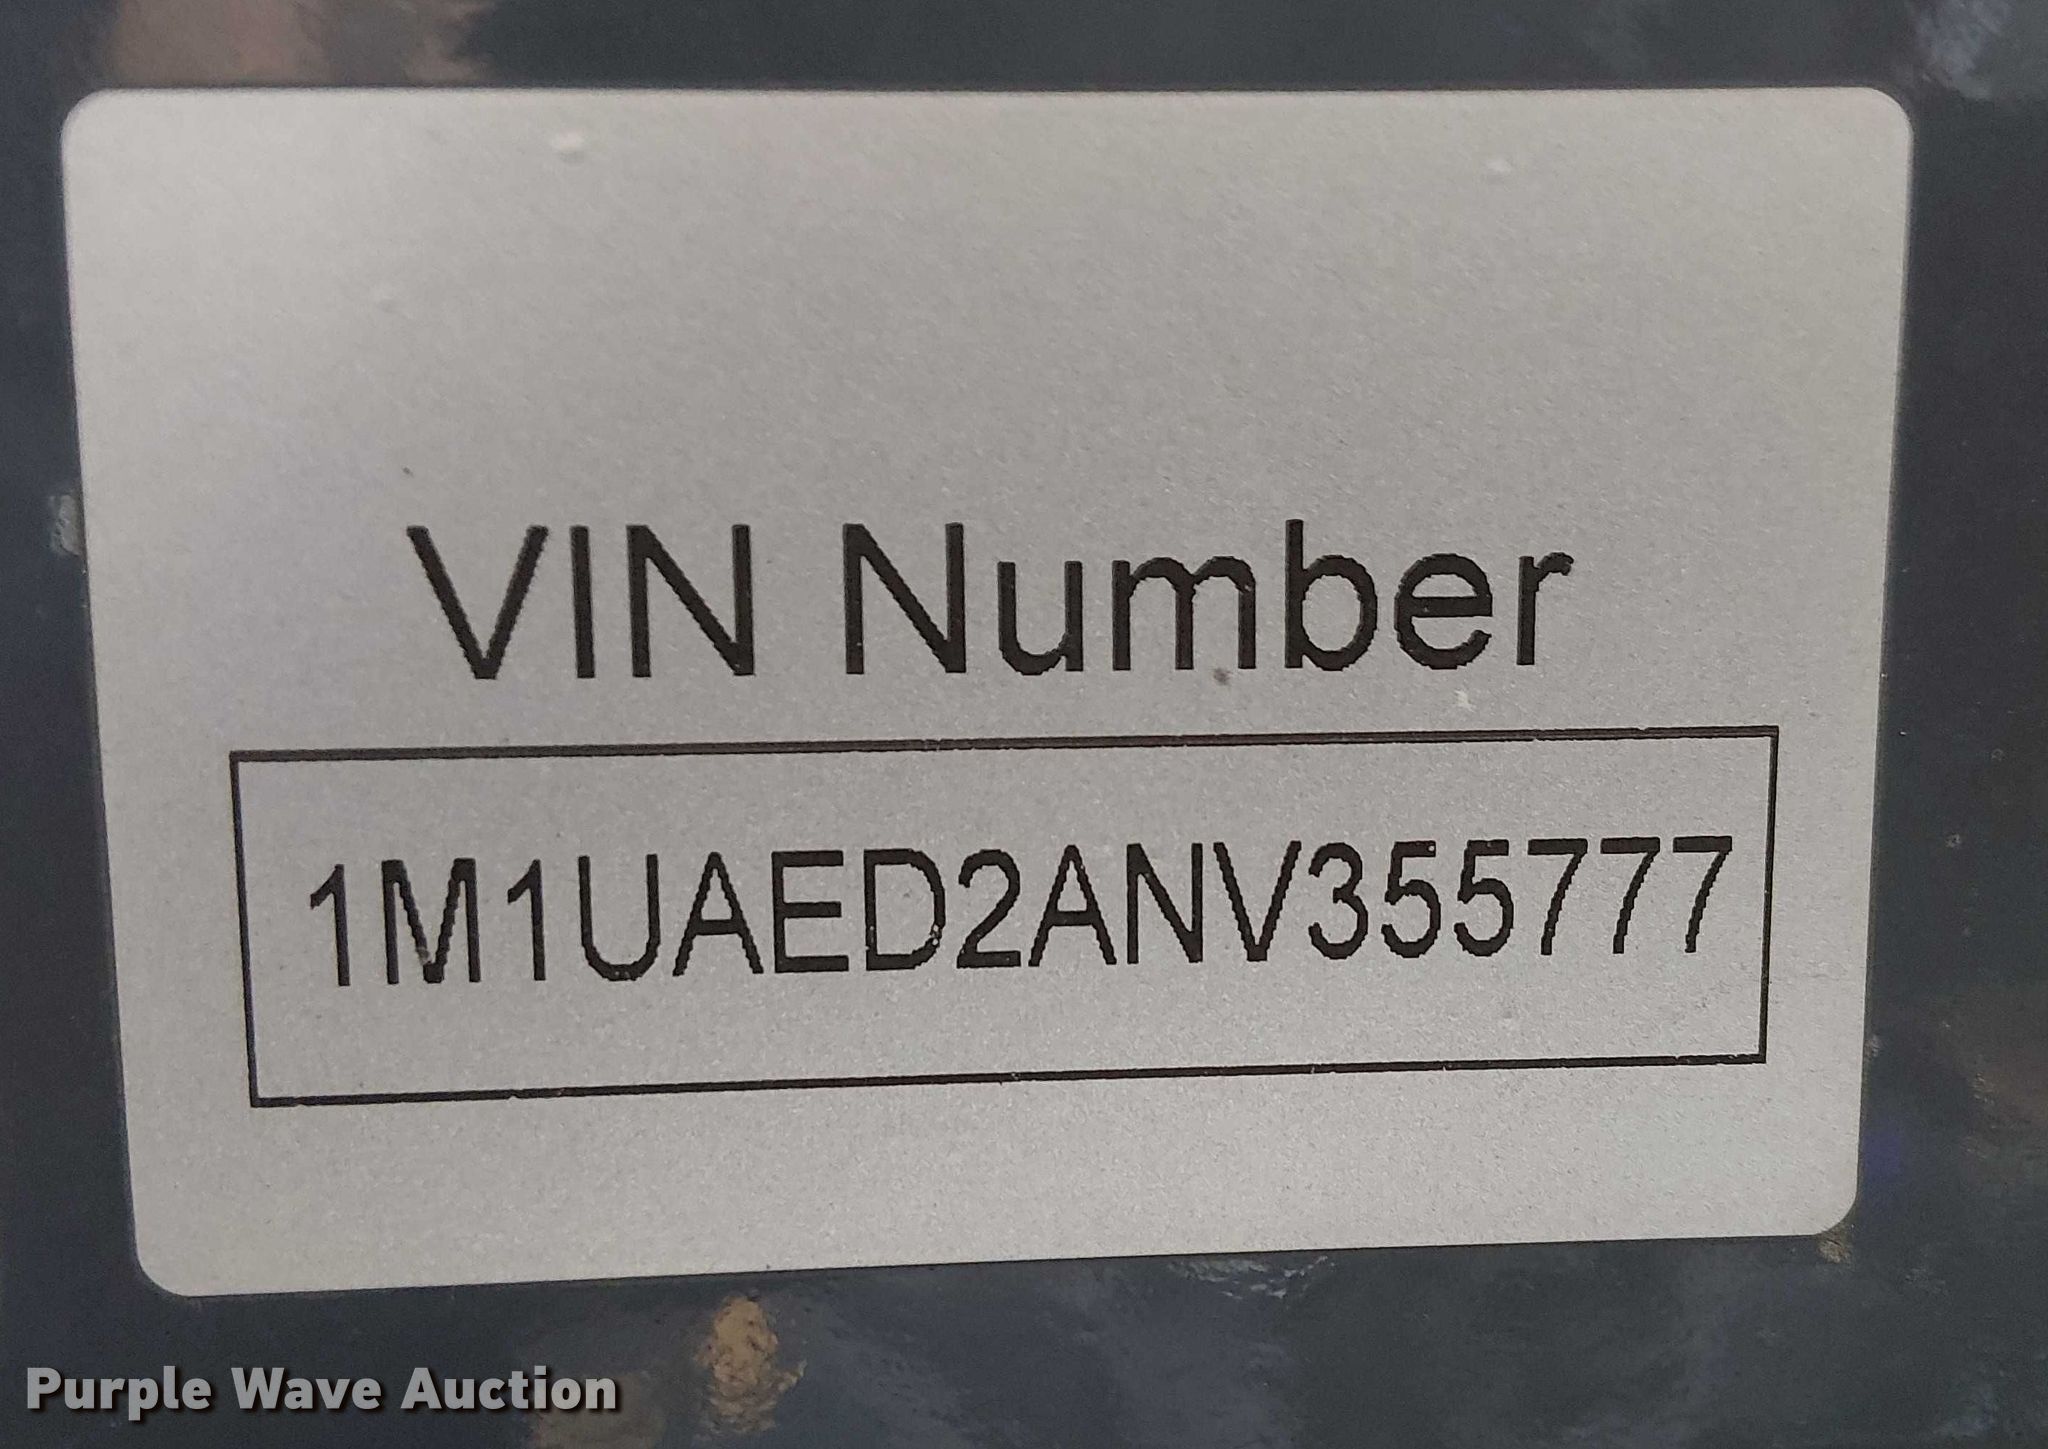 VIN Number
1M1UAED2ANV355777
Purple Wave Auction